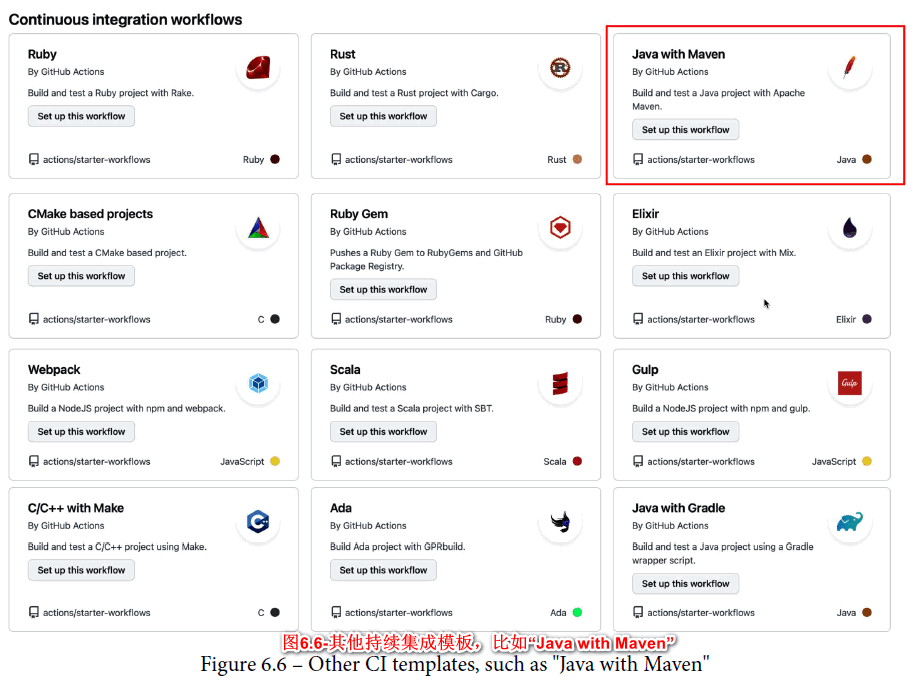 Continuous integration workflows
Ruby
By GitHub Actions
Build and test a Ruby project with Rake.
Set up this workflow
actions/starter-workflows
Ruby
Rust
By GitHub Actions
Build and test a Rust project with Cargo.
Set up this workflow
actions/starter-workflows
Rust
Java with Maven
By GitHub Actions
Build and test a Java project with Apache
Maven.
Set up this workflow
actions/starter-workflows
Java
CMake based projects
By GitHub Actions
Build and test a CMake based project.
Set up this workflow
actions/starter-workflows
C
Ruby Gem
By GitHub Actions
Pushes a Ruby Gem to RubyGems and GitHub
Package Registry.
Set up this workflow
actions/starter-workflows
Ruby
Elixir
By GitHub Actions
Build and test an Elixir project with Mix.
Set up this workflow
actions/starter-workflows
Elixir
Webpack
By GitHub Actions
Build a NodeJS project with npm and webpack.
Set up this workflow
actions/starter-workflows
JavaScript
Scala
By GitHub Actions
Build and test a Scala project with SBT.
Set up this workflow
actions/starter-workflows
Scala
Gulp
By GitHub Actions
Gulp
Build a NodeJS project with npm and gulp.
Set up this workflow
actions/starter-workflows
JavaScript
C/C++ with Make
By GitHub Actions
Build and test a C/C++ project using Make.
Set up this workflow
actions/starter-workflows
C
Ada
By GitHub Actions
Build Ada project with GPRbuild.
Set up this workflow
actions/starter-workflows
Ada
Java with Gradle
By GitHub Actions
Build and test a Java project using a Gradle
wrapper script.
Set up this workflow
actions/starter-workflows
Java
图6.6-其他持续集成模板，比如“Java with Maven”
Figure 6.6 – Other CI templates, such as "Java with Maven"